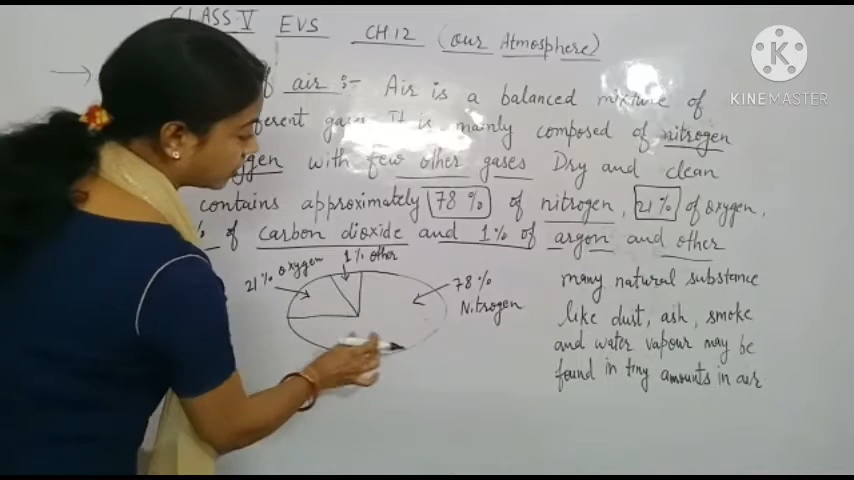 CLASS-V EVS CH.12 (our Atmosphere)
air :- Air is a balanced mixture of
gases. It is mainly composed of nitrogen
with few other gases Dry and clean
contains approximately 78% of nitrogen, 21% of oxygen,
of carbon dioxide and 1% of argon and other
21% oxygen
1% other
78%
Nitrogen
many natural substance
like dust, ash, smoke
and water vapour may be
found in tiny amounts in air
K
KINEMASTER